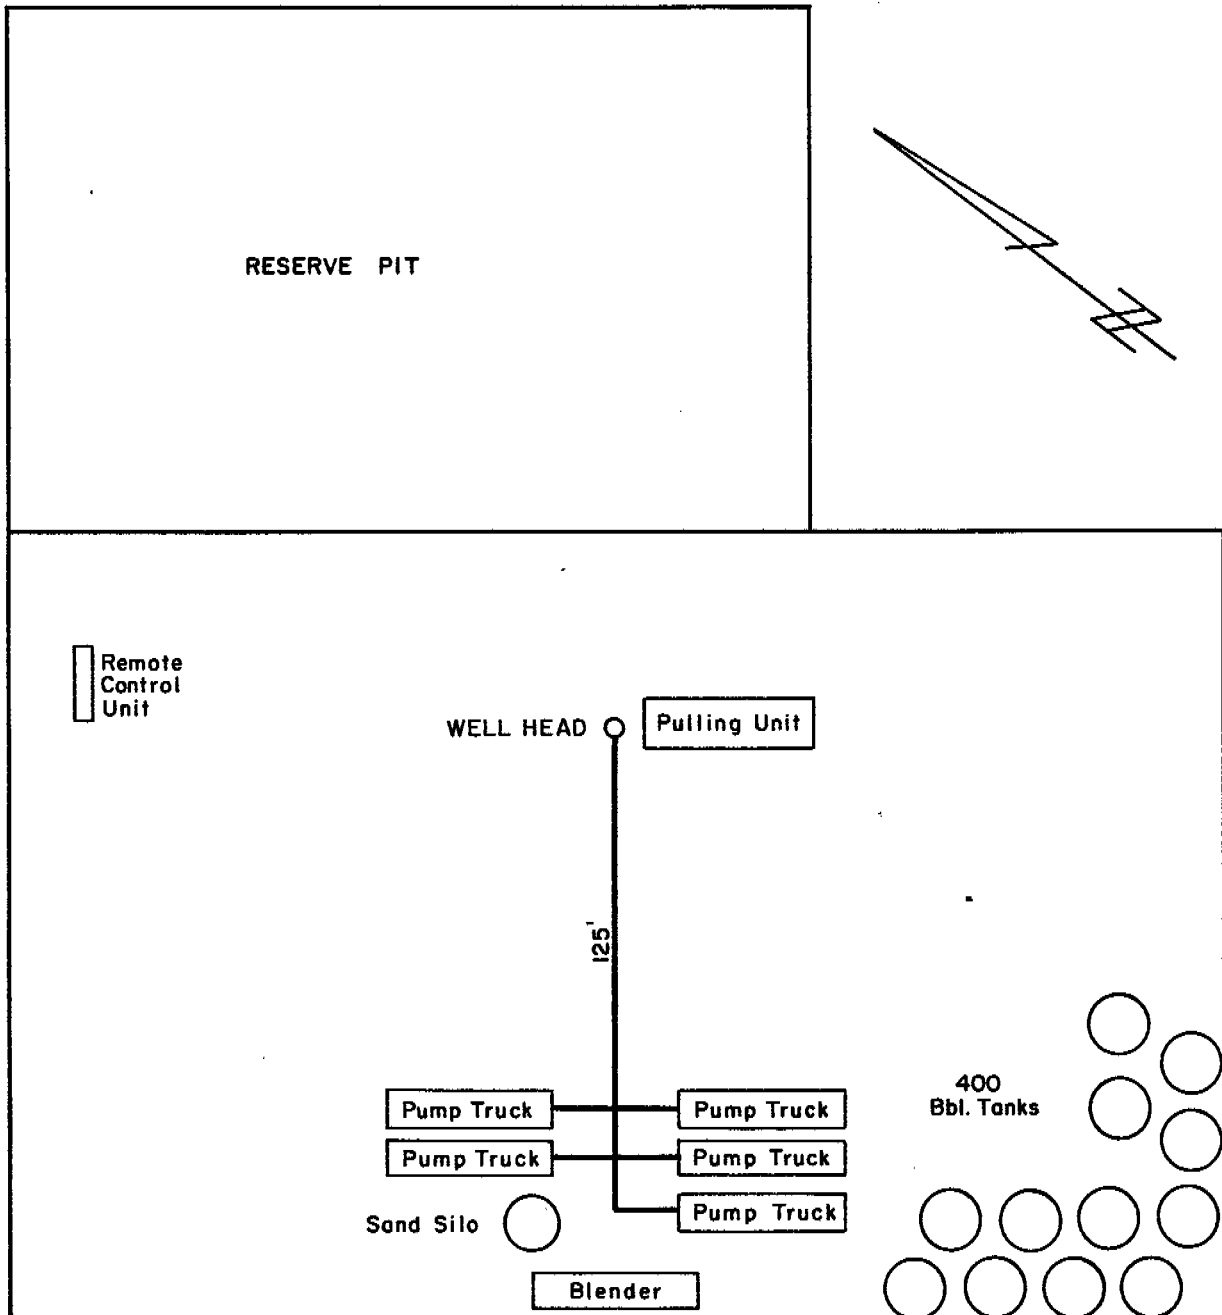 RESERVE PIT
Remote
Control
Unit
WELL HEAD
Pulling Unit
125'
400
Bbl. Tanks
Pump Truck
Pump Truck
Pump Truck
Pump Truck
Sand Silo
Pump Truck
Blender